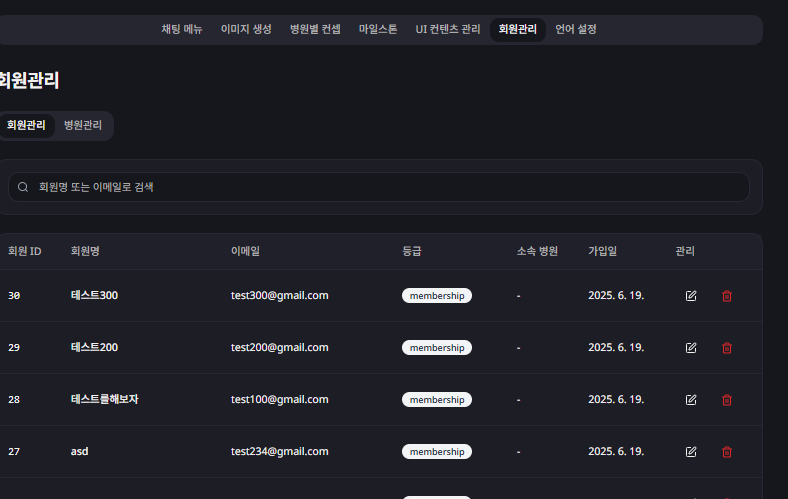 채팅 메뉴 이미지 생성 병원별 컨셉 마일스톤 UI 컨텐츠 관리 회원관리 언어 설정
회원관리
회원관리 병원관리
회원명 또는 이메일로 검색
회원 ID 회원명 이메일 등급 소속 병원 가입일 관리
30 테스트300 test300@gmail.com membership - 2025. 6. 19.
29 테스트200 test200@gmail.com membership - 2025. 6. 19.
28 테스트를해보자 test100@gmail.com membership - 2025. 6. 19.
27 asd test234@gmail.com membership - 2025. 6. 19.